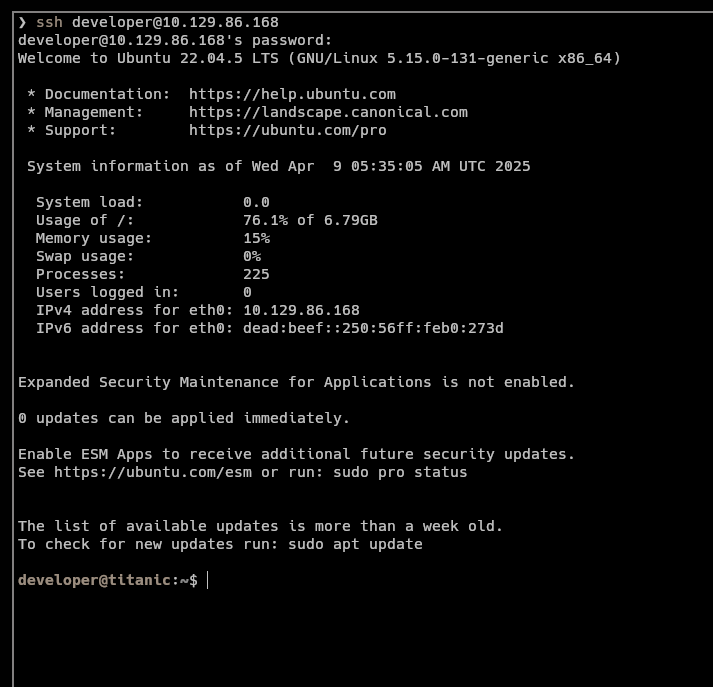 ❯ ssh developer@10.129.86.168
developer@10.129.86.168's password:
Welcome to Ubuntu 22.04.5 LTS (GNU/Linux 5.15.0-131-generic x86_64)
* Documentation:  https://help.ubuntu.com
* Management:     https://landscape.canonical.com
* Support:        https://ubuntu.com/pro
System information as of Wed Apr  9 05:35:05 AM UTC 2025
System load:           0.0
Usage of /:            76.1% of 6.79GB
Memory usage:          15%
Swap usage:            0%
Processes:             225
Users logged in:       0
IPv4 address for eth0: 10.129.86.168
IPv6 address for eth0: dead:beef::250:56ff:feb0:273d
Expanded Security Maintenance for Applications is not enabled.
0 updates can be applied immediately.
Enable ESM Apps to receive additional future security updates.
See https://ubuntu.com/esm or run: sudo pro status
The list of available updates is more than a week old.
To check for new updates run: sudo apt update
developer@titanic:~$